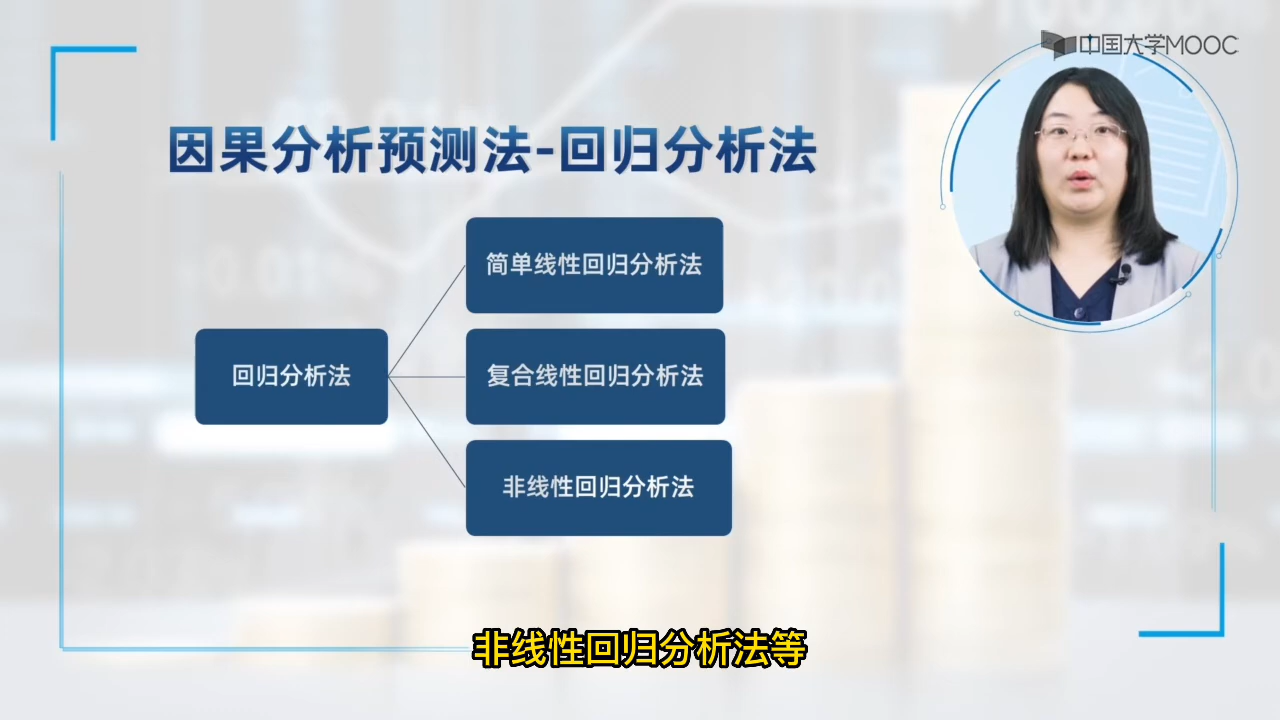 中国大学MOOC
因果分析预测法-回归分析法
简单线性回归分析法
回归分析法
复合线性回归分析法
非线性回归分析法
非线性回归分析法等